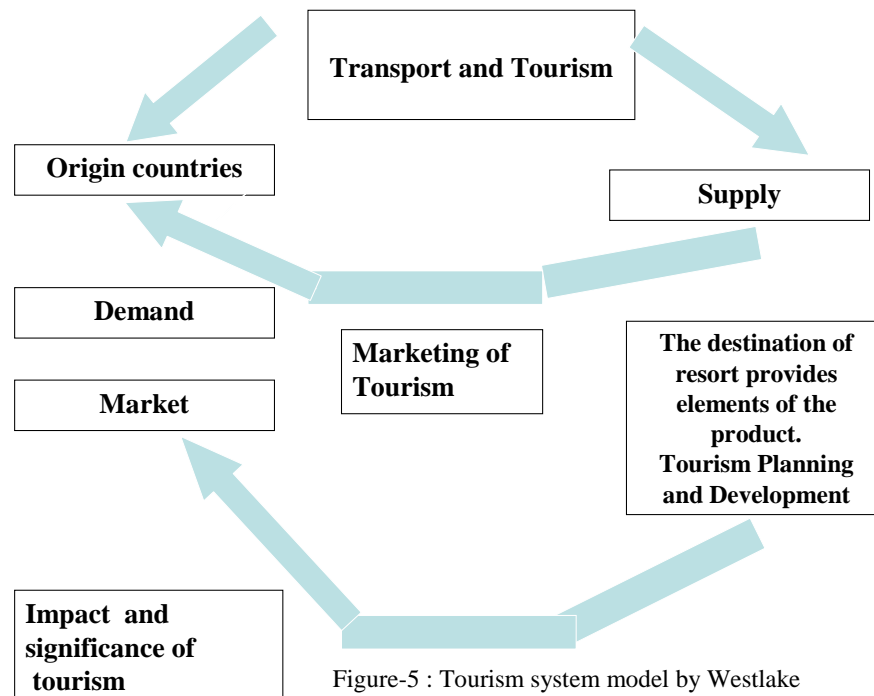 Transport and Tourism
Origin countries
Supply
Demand
Marketing of
Tourism
The destination of
resort provides
elements of the
product.
Tourism Planning
and Development
Market
Impact and
significance of
tourism
Figure-5 : Tourism system model by Westlake